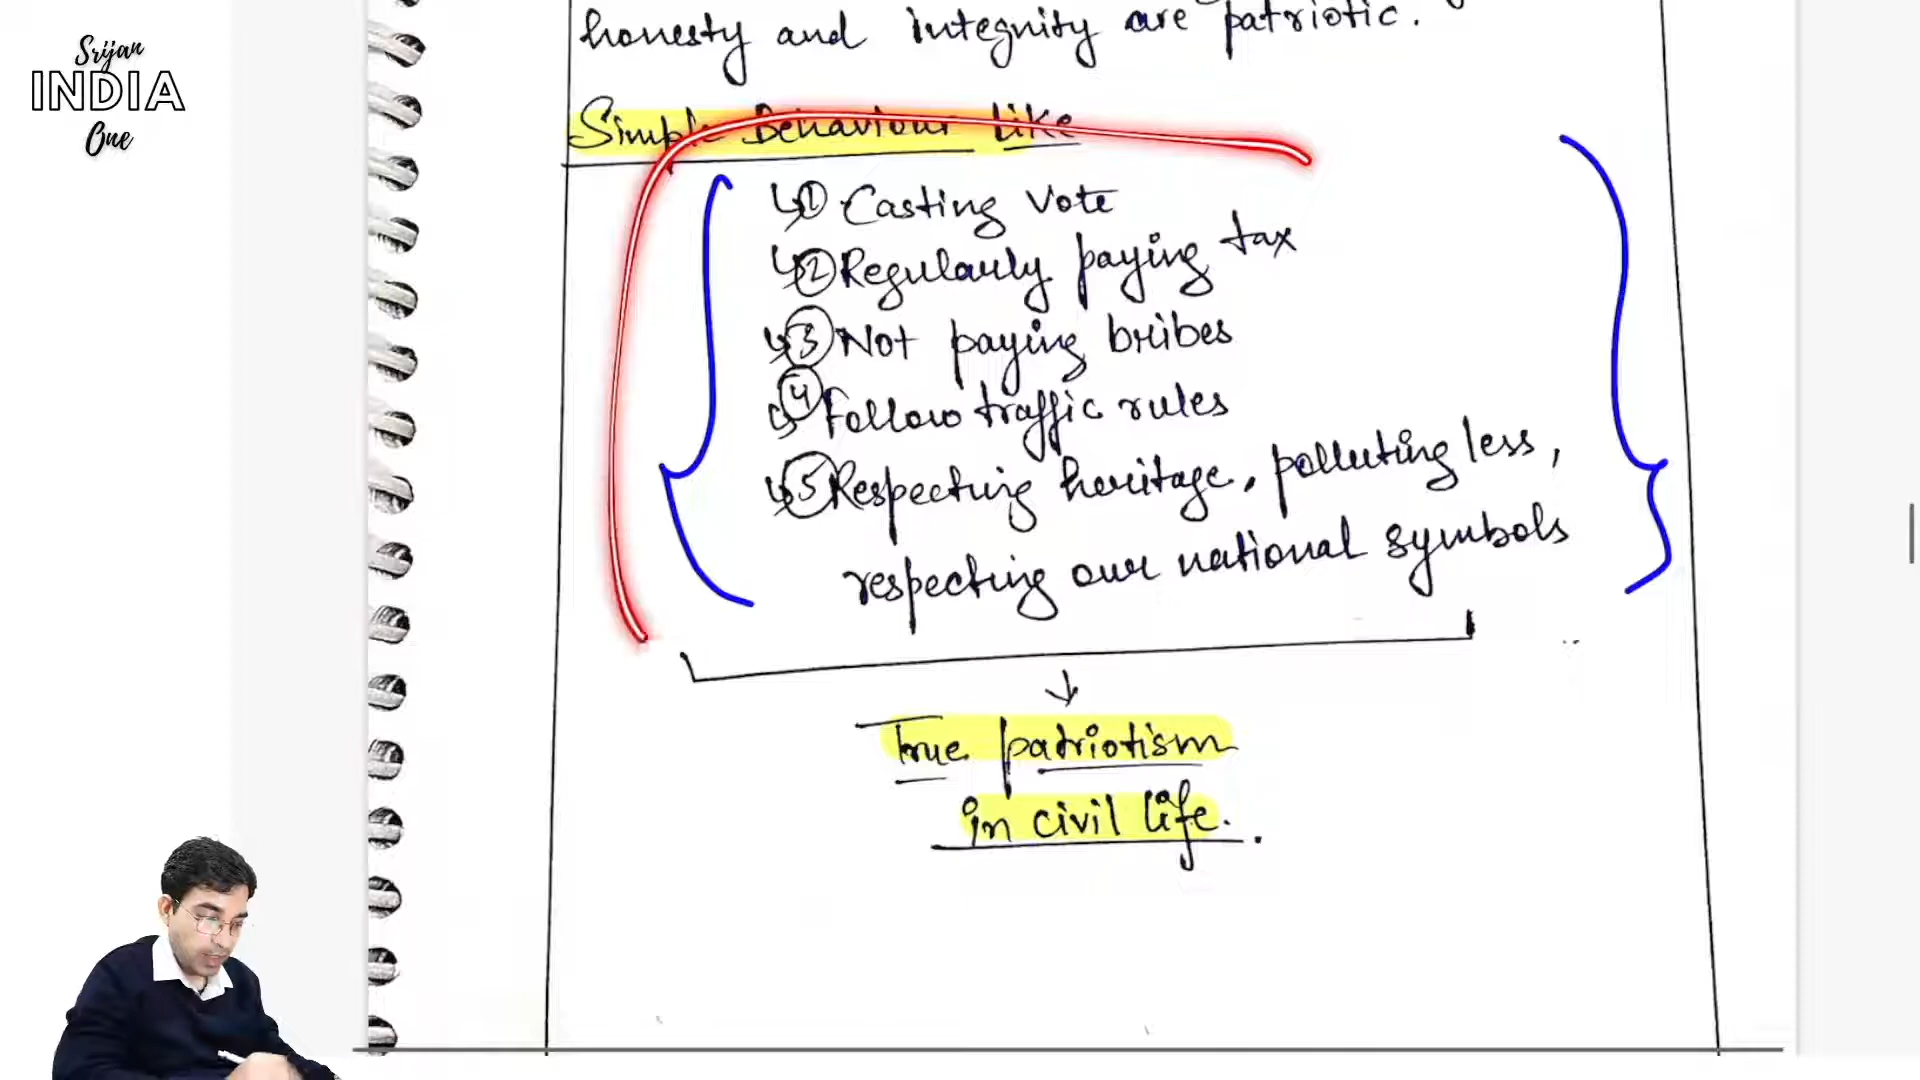 Srijan
INDIA
One
honesty and integrity are patriotic.
Simple Behaviour like
↳① Casting Vote
↳② Regularly paying tax
↳③ Not paying bribes
↳④ Follow traffic rules
↳⑤ Respecting heritage, polluting less,
respecting our national symbols
↓
True patriotism
in civil life.